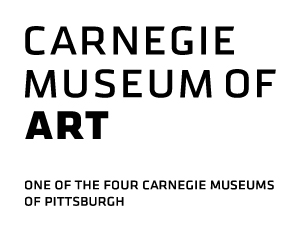 CARNEGIE
MUSEUM OF
ART
ONE OF THE FOUR CARNEGIE MUSEUMS
OF PITTSBURGH